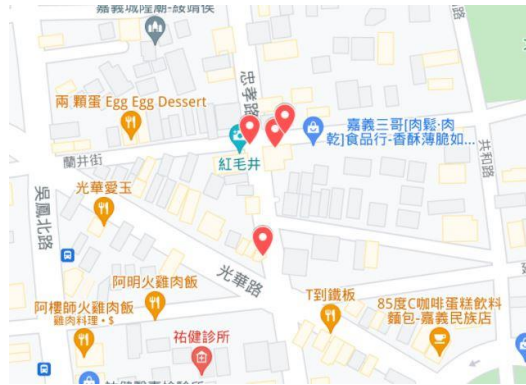 嘉義城隍廟-綏靖侯
忠孝路
兩 顆蛋 Egg Egg Dessert
嘉義三哥[肉鬆·肉
乾]食品行-香酥薄脆如...
紅毛井
蘭井街
共和路
吳鳳北路
光華愛玉
光華路
阿明火雞肉飯
T到鐵板
阿樓師火雞肉飯
雞肉料理·$
85度C咖啡蛋糕飲料
麵包-嘉義民族店
祐健診所